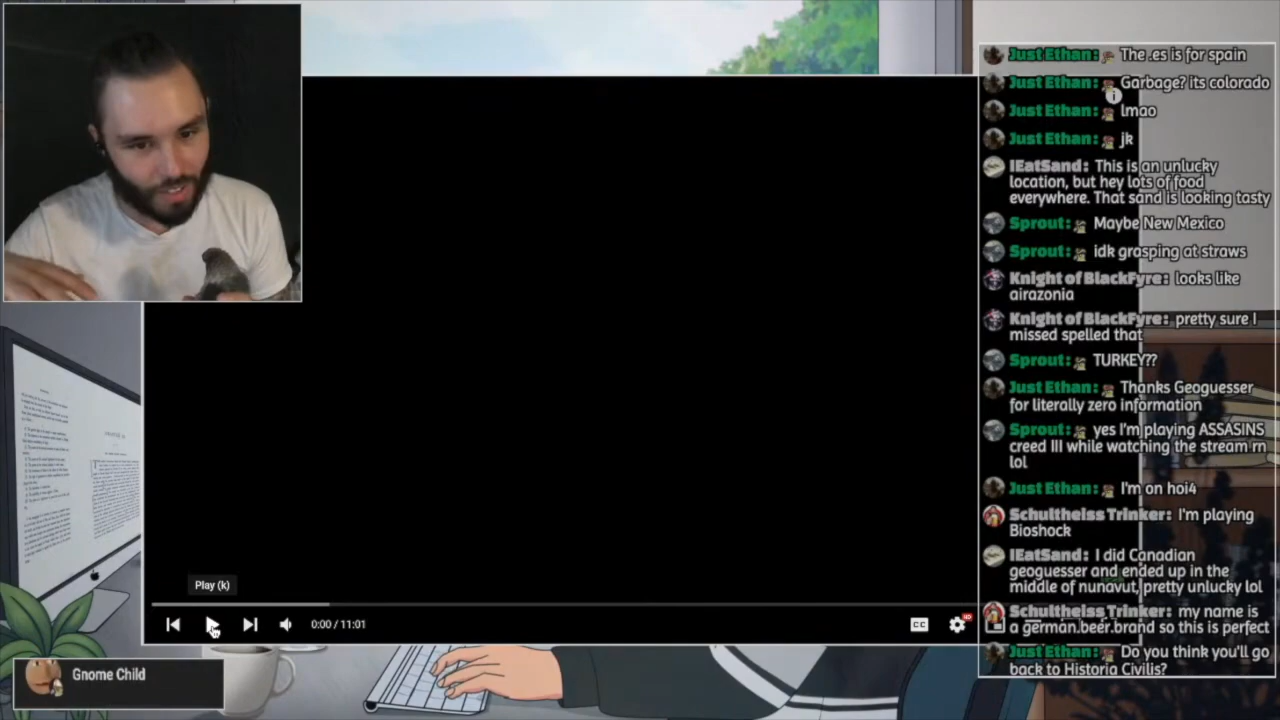 Just Ethan: The .es is for spain
Just Ethan: Garbage? its colorado
Just Ethan: lmao
Just Ethan: jk
IEatSand: This is an unlucky
location, but hey lots of food
everywhere. That sand is looking tasty
Sprout: Maybe New Mexico
Sprout: idk grasping at straws
Knight of BlackFyre: looks like
airazonia
Knight of BlackFyre: pretty sure I
missed spelled that
Sprout: TURKEY??
Just Ethan: Thanks Geoguesser
for literally zero information
Sprout: yes I'm playing ASSASINS
creed III while watching the stream rn
lol
Just Ethan: I'm on hoi4
Schultheiss Trinker: I'm playing
Bioshock
IEatSand: I did Canadian
geoguesser and ended up in the
middle of nunavut, pretty unlucky lol
Schultheiss Trinker: my name is
a german.beer.brand so this is perfect
Just Ethan: Do you think you'll go
back to Historia Civilis?
Play (k)
0:00 / 11:01
CC
HD
Gnome Child